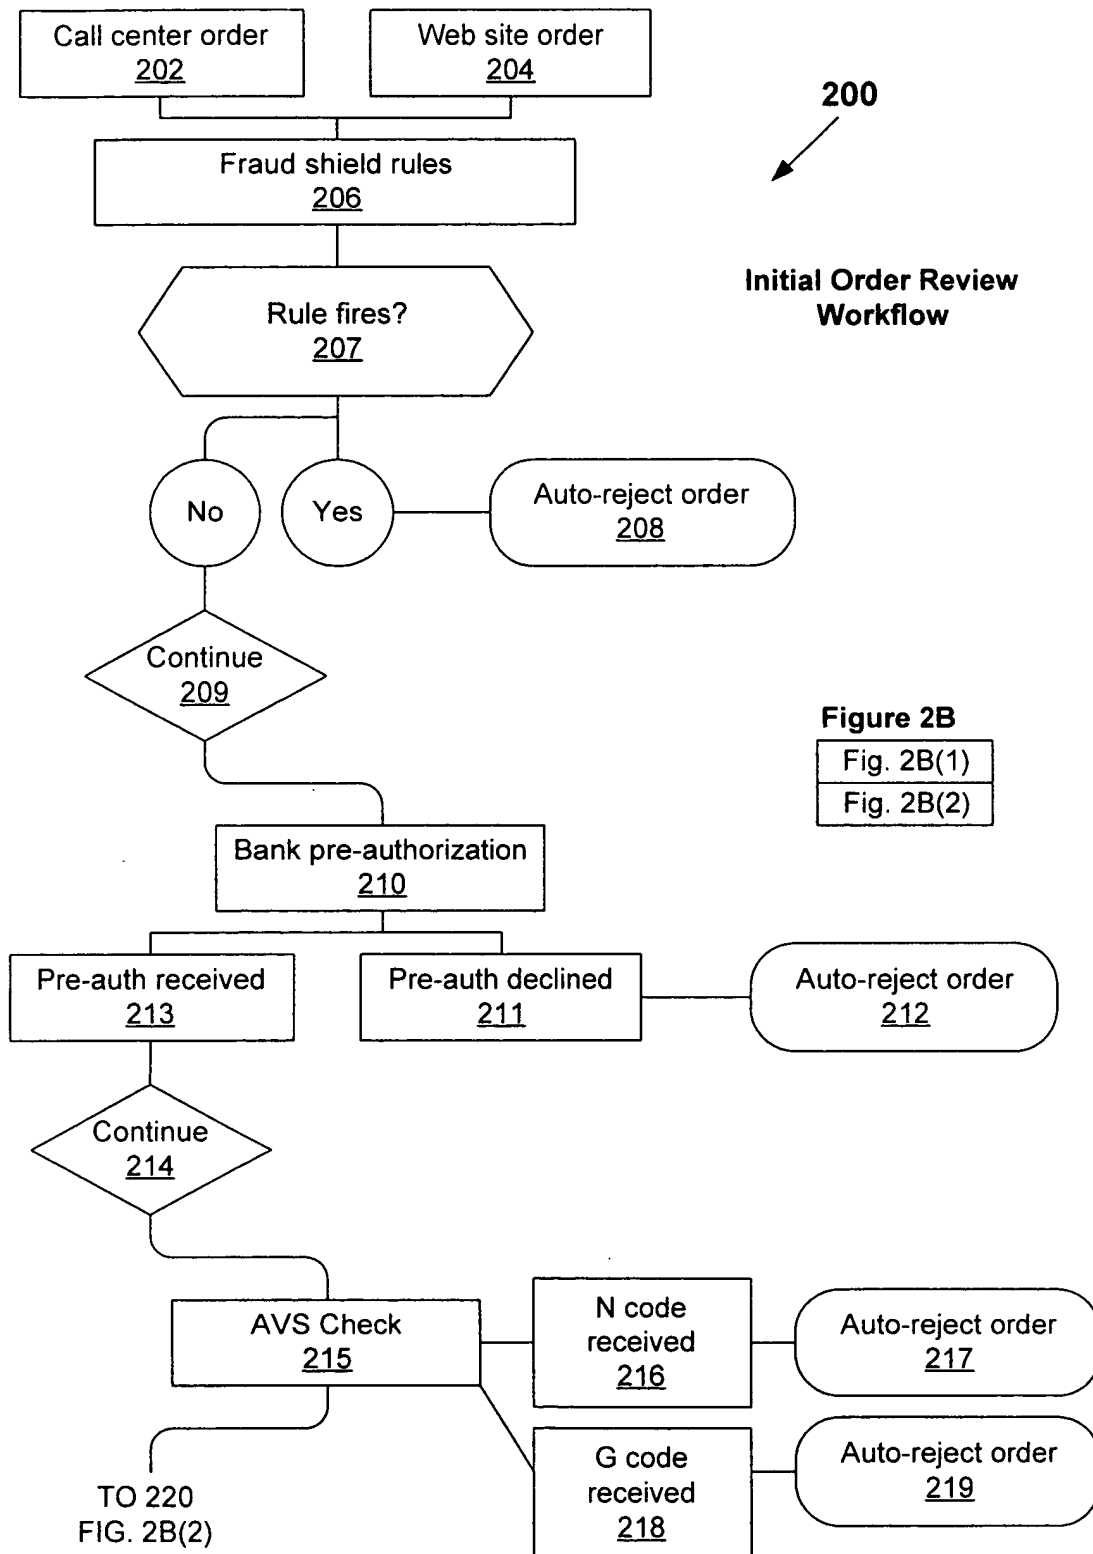 Call center order
202
Web site order
204
200
Fraud shield rules
206
Initial Order Review
Workflow
Rule fires?
207
No
Yes
Auto-reject order
208
Continue
209
Figure 2B
Fig. 2B(1)
Fig. 2B(2)
Bank pre-authorization
210
Pre-auth received
213
Pre-auth declined
211
Auto-reject order
212
Continue
214
AVS Check
215
N code
received
216
Auto-reject order
217
G code
received
218
Auto-reject order
219
TO 220
FIG. 2B(2)